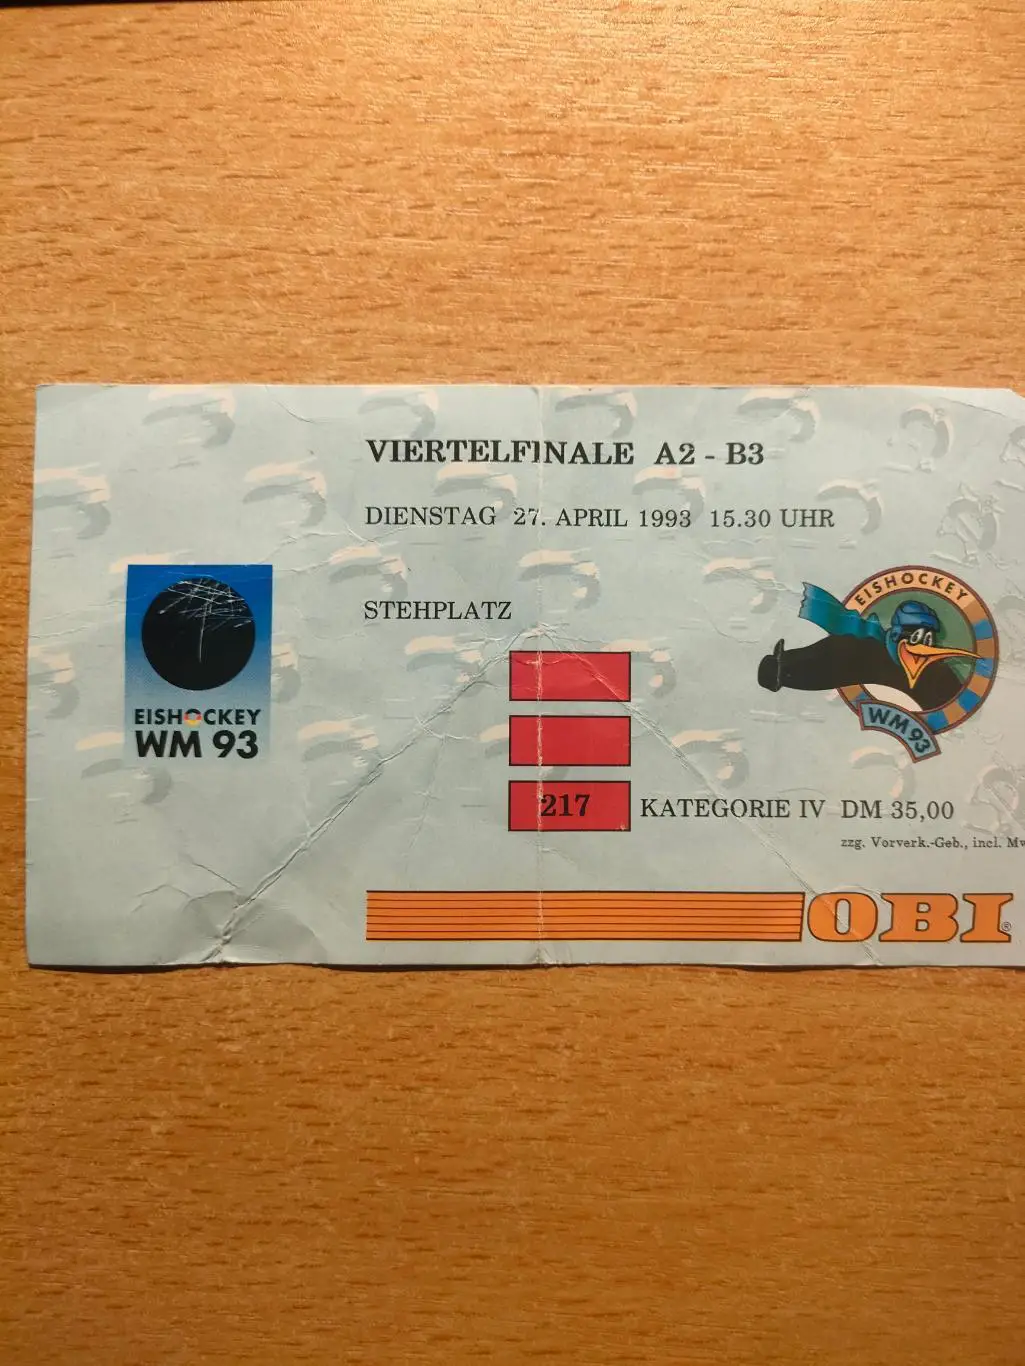 VIERTELFINALE A2 - B3
DIENSTAG 27. APRIL 1993 15.30 UHR
STEHPLATZ
EISHOCKEY
WM 93
EISHOCKEY
WM 93
217 KATEGORIE IV DM 35,00
zzg. Vorverk.-Geb., incl. Mw
OBI®